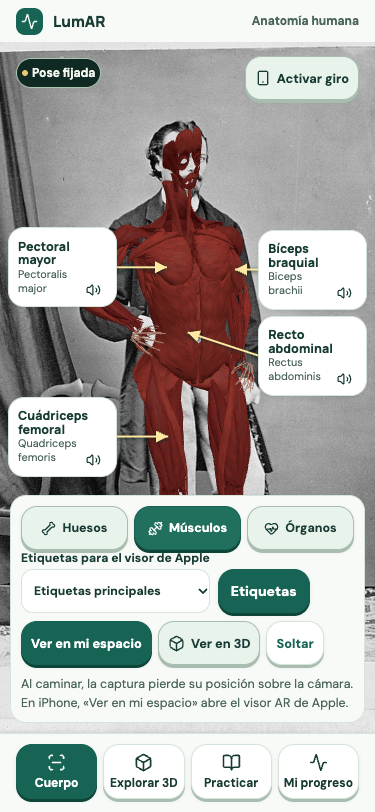 LumAR
Anatomía humana
Pose fijada
Activar giro
Pectoral
mayor
Pectoralis
major
Bíceps
braquial
Biceps
brachii
Recto
abdominal
Rectus
abdominis
Cuádriceps
femoral
Quadriceps
femoris
Huesos
Músculos
Órganos
Etiquetas para el visor de Apple
Etiquetas principales
Etiquetas
Ver en mi espacio
Ver en 3D
Soltar
Al caminar, la captura pierde su posición sobre la cámara.
En iPhone, «Ver en mi espacio» abre el visor AR de Apple.
Cuerpo
Explorar 3D
Practicar
Mi progreso